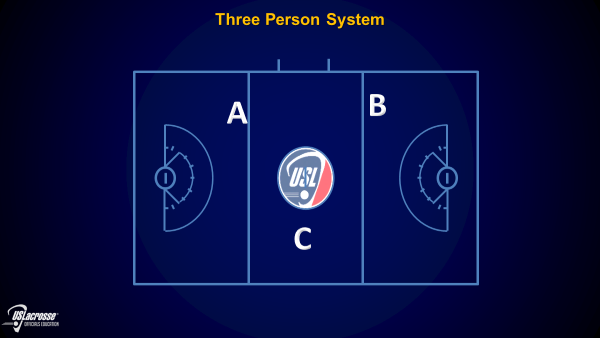 Three Person System
A
B
USL
C
USLacrosse
OFFICIALS EDUCATION